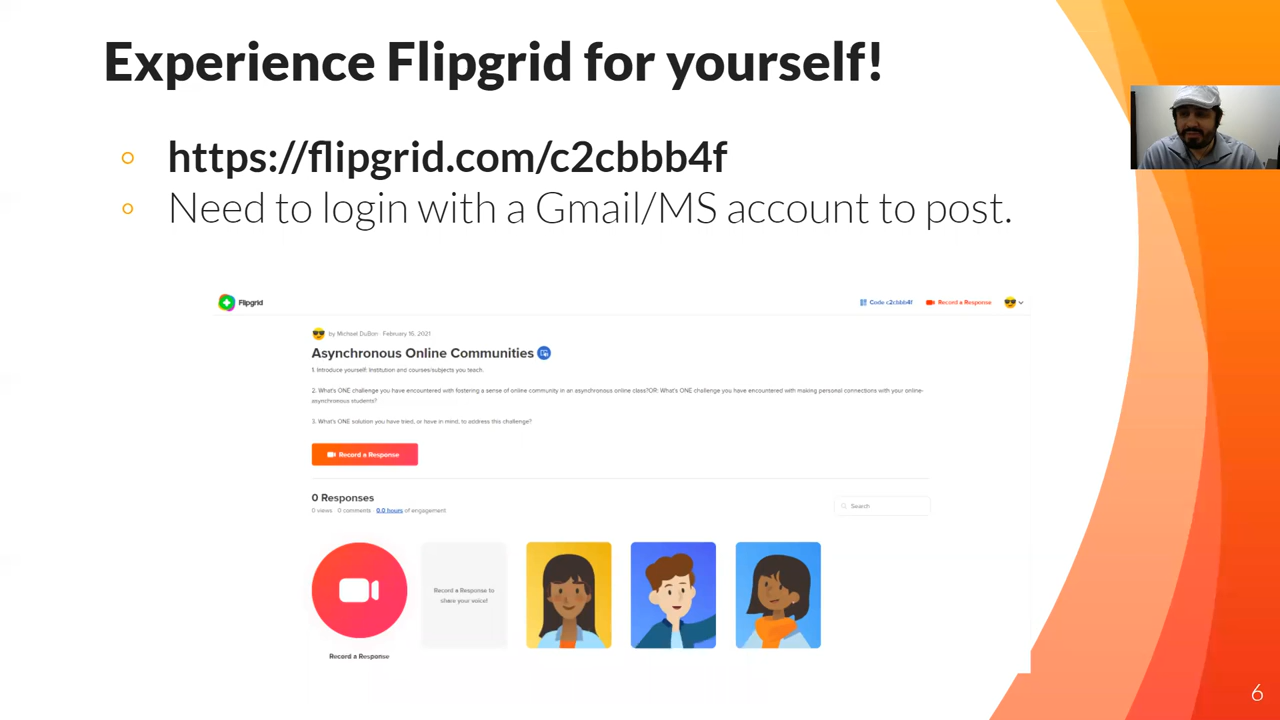 Experience Flipgrid for yourself!
https://flipgrid.com/c2cbbb4f
Need to login with a Gmail/MS account to post.
Flipgrid
Code c2cbbb4f
Record a Response
by Michael DuBon · February 16, 2021
Asynchronous Online Communities
1. Introduce yourself: Institution and courses/subjects you teach.
2. What's ONE challenge you have encountered with fostering a sense of online community in an asynchronous online class?OR: What's ONE challenge you have encountered with making personal connections with your online-
asynchronous students?
3. What's ONE solution you have tried, or have in mind, to address this challenge?
Record a Response
0 Responses
0 views · 0 comments · 0.0 hours of engagement
Search
Record a Response to
share your voice!
Record a Response
6